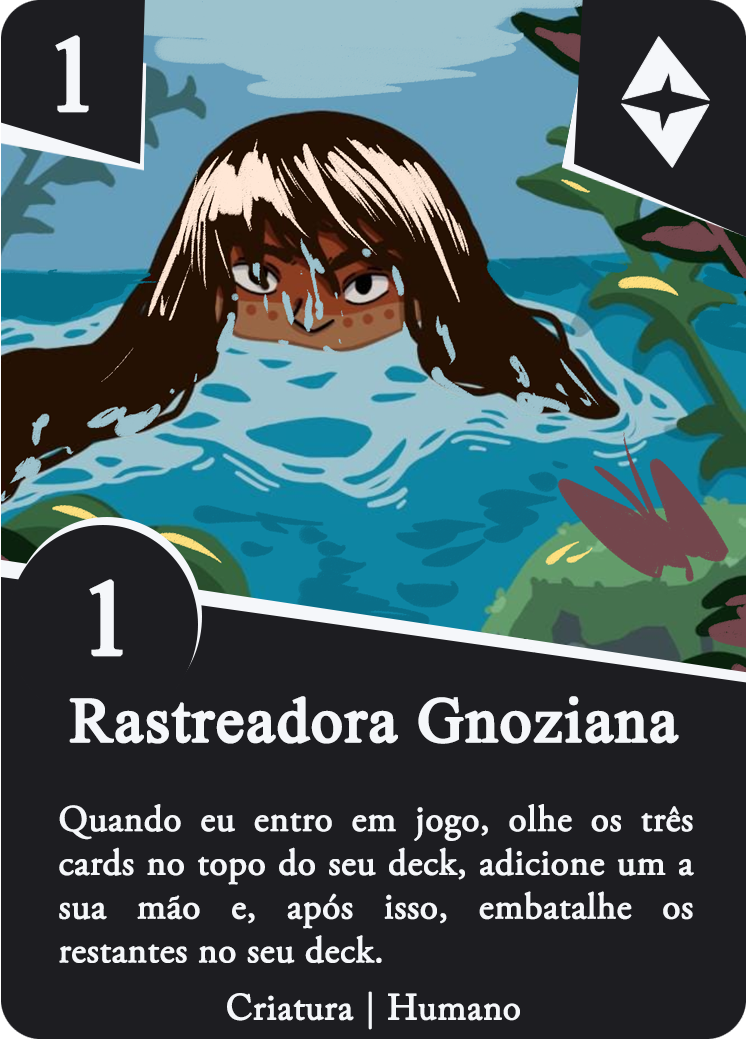 1
1
Rastreadora Gnoziana
Quando eu entro em jogo, olhe os três
cards no topo do seu deck, adicione um a
sua mão e, após isso, embatalhe os
restantes no seu deck.
Criatura | Humano